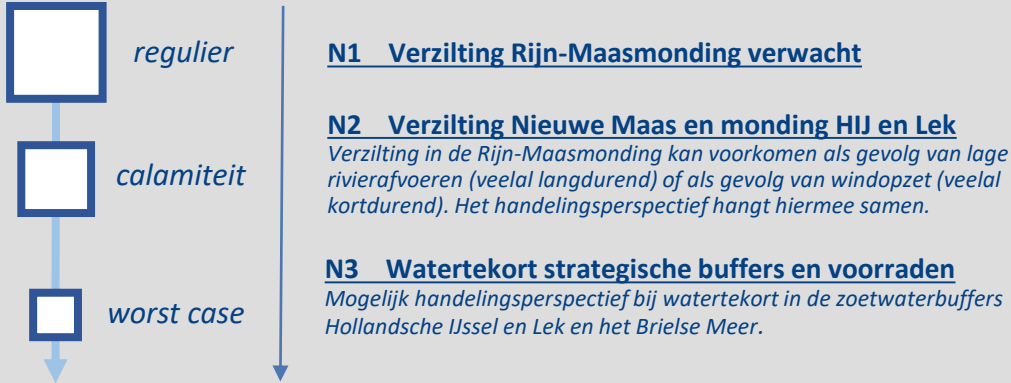 regulier
N1 Verzilting Rijn-Maasmonding verwacht
N2 Verzilting Nieuwe Maas en monding HIJ en Lek
Verzilting in de Rijn-Maasmonding kan voorkomen als gevolg van lage
rivierafvoeren (veelal langdurend) of als gevolg van windopzet (veelal
kortdurend). Het handelingsperspectief hangt hiermee samen.
calamiteit
N3 Watertekort strategische buffers en voorraden
Mogelijk handelingsperspectief bij watertekort in de zoetwaterbuffers
Hollandsche IJssel en Lek en het Brielse Meer.
worst case